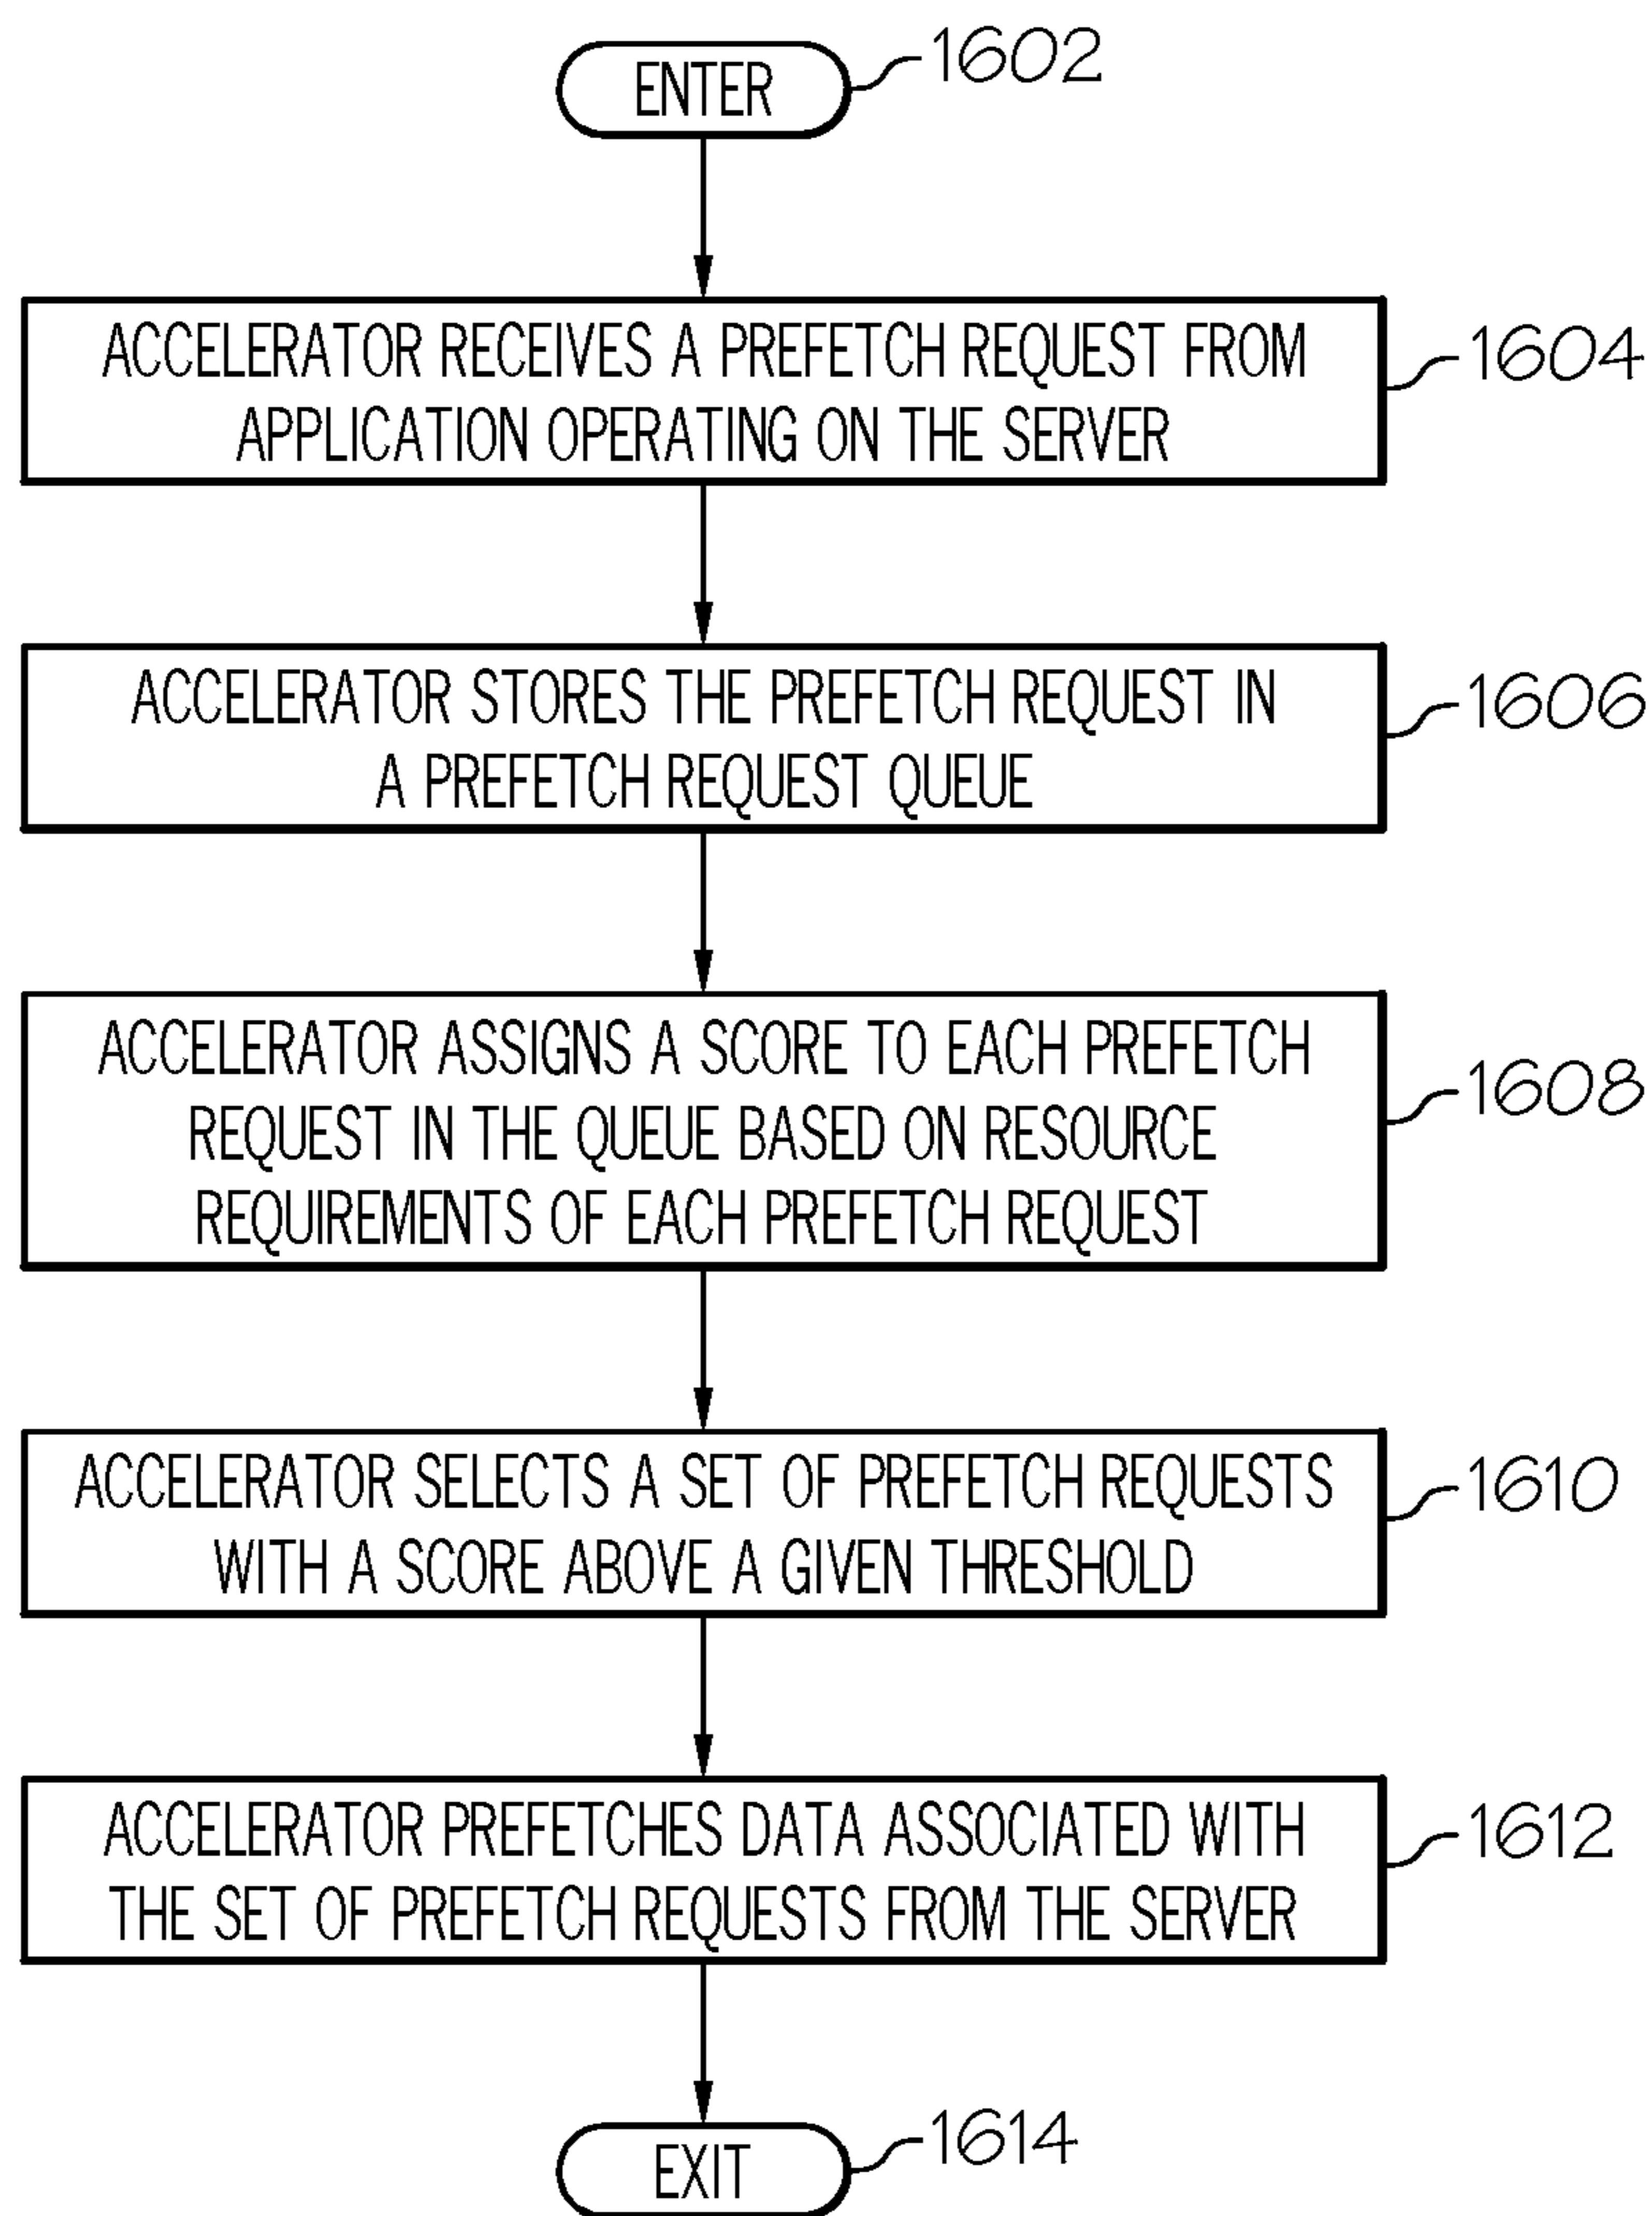 ENTER
1602
ACCELERATOR RECEIVES A PREFETCH REQUEST FROM
APPLICATION OPERATING ON THE SERVER
1604
ACCELERATOR STORES THE PREFETCH REQUEST IN
A PREFETCH REQUEST QUEUE
1606
ACCELERATOR ASSIGNS A SCORE TO EACH PREFETCH
REQUEST IN THE QUEUE BASED ON RESOURCE
REQUIREMENTS OF EACH PREFETCH REQUEST
1608
ACCELERATOR SELECTS A SET OF PREFETCH REQUESTS
WITH A SCORE ABOVE A GIVEN THRESHOLD
1610
ACCELERATOR PREFETCHES DATA ASSOCIATED WITH
THE SET OF PREFETCH REQUESTS FROM THE SERVER
1612
EXIT
1614